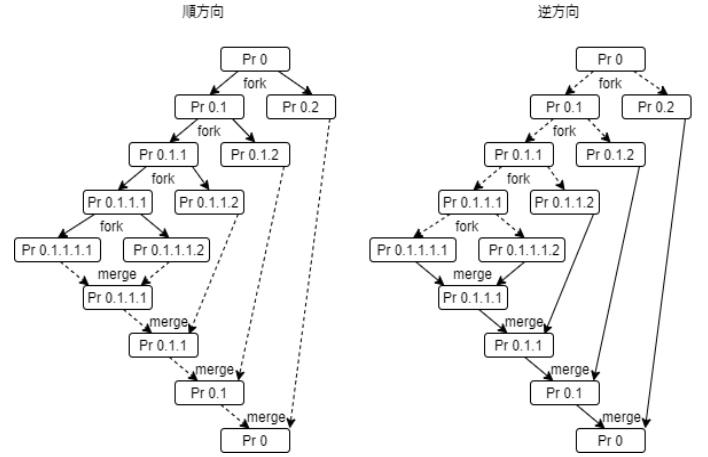 順方向
Pr 0
fork
Pr 0.1
Pr 0.2
fork
Pr 0.1.1
Pr 0.1.2
fork
Pr 0.1.1.1
Pr 0.1.1.2
fork
Pr 0.1.1.1.1
Pr 0.1.1.1.2
merge
Pr 0.1.1.1
merge
Pr 0.1.1
merge
Pr 0.1
merge
Pr 0
逆方向
Pr 0
fork
Pr 0.1
Pr 0.2
fork
Pr 0.1.1
Pr 0.1.2
fork
Pr 0.1.1.1
Pr 0.1.1.2
fork
Pr 0.1.1.1.1
Pr 0.1.1.1.2
merge
Pr 0.1.1.1
merge
Pr 0.1.1
merge
Pr 0.1
merge
Pr 0